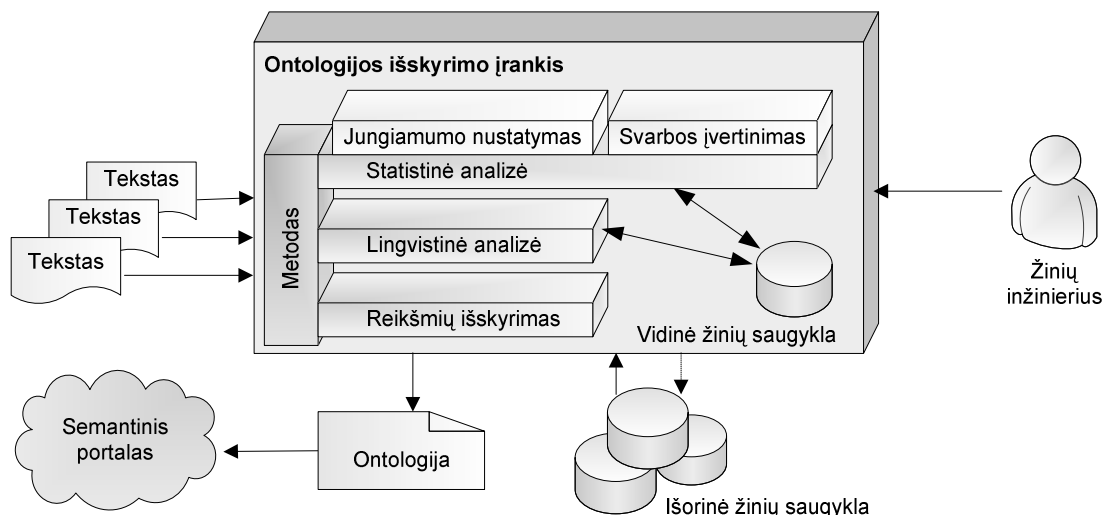 Ontologijos išskyrimo įrankis
Jungiamumo nustatymas
Svarbos įvertinimas
Statistinė analizė
Metodas
Lingvistinė analizė
Reikšmių išskyrimas
Vidinė žinių saugykla
Tekstas
Tekstas
Tekstas
Žinių
inžinierius
Semantinis
portalas
Ontologija
Išorinė žinių saugykla